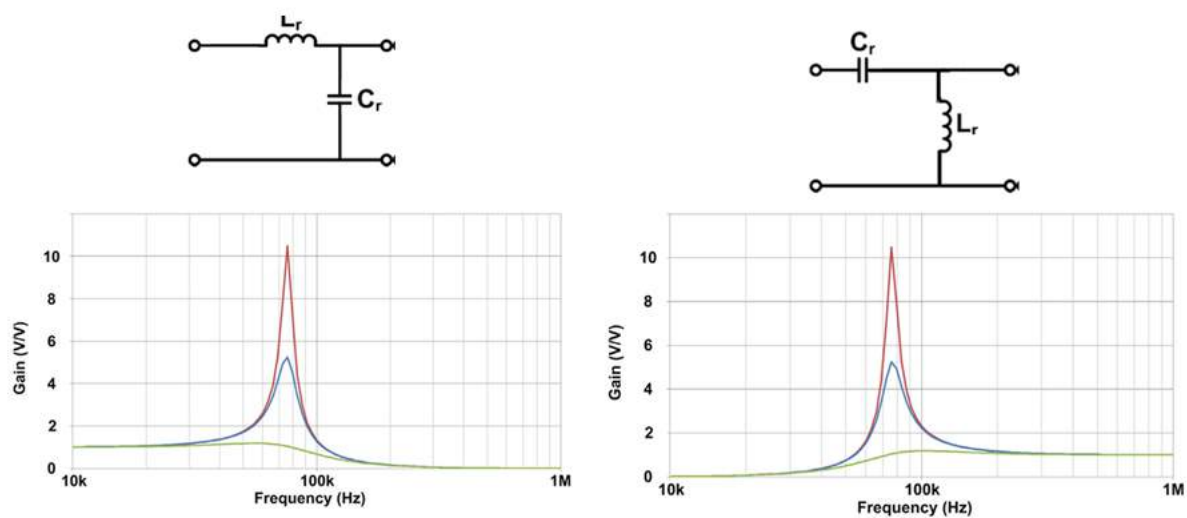 Lr
Cr
10
8
6
4
2
0
Gain (V/V)
10k
100k
1M
Frequency (Hz)
Cr
Lr
10
8
6
4
2
0
Gain (V/V)
10k
100k
1M
Frequency (Hz)